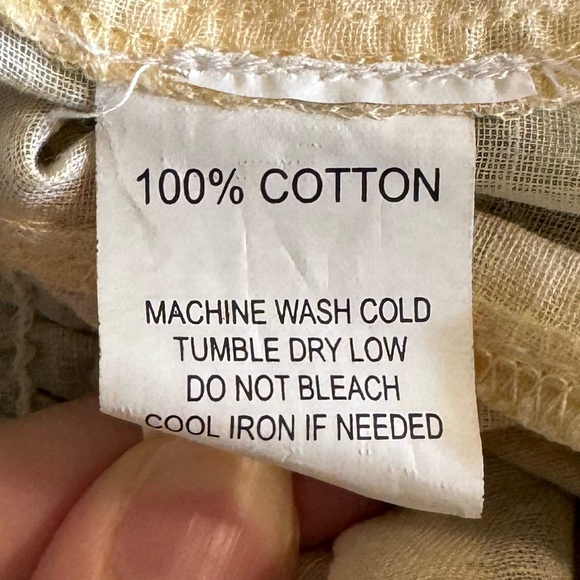 100% COTTON
MACHINE WASH COLD
TUMBLE DRY LOW
DO NOT BLEACH
COOL IRON IF NEEDED